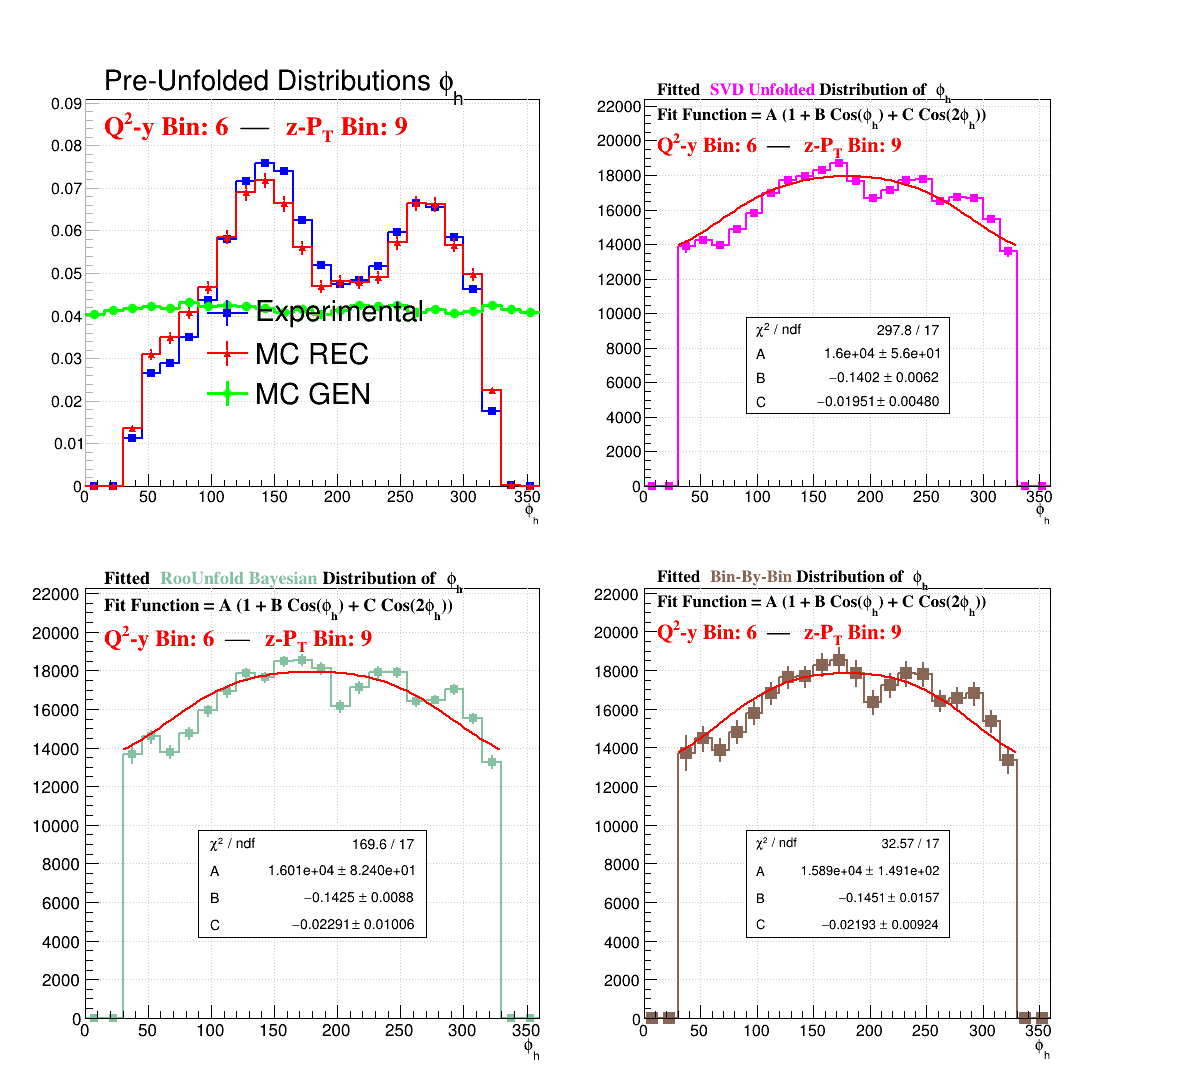 Pre-Unfolded Distributions ϕh
Q²-y Bin: 6 — z-PT Bin: 9
0.09
0.08
0.07
0.06
0.05
0.04
0.03
0.02
0.01
0
Experimental
MC REC
MC GEN
0 50 100 150 200 250 300 350
ϕh
Fitted SVD Unfolded Distribution of ϕh
Fit Function = A (1 + B Cos(ϕh) + C Cos(2ϕh))
Q²-y Bin: 6 — z-PT Bin: 9
22000
20000
18000
16000
14000
12000
10000
8000
6000
4000
2000
0
χ² / ndf 297.8 / 17
A 1.6e+04 ± 5.6e+01
B −0.1402 ± 0.0062
C −0.01951 ± 0.00480
0 50 100 150 200 250 300 350
ϕh
Fitted RooUnfold Bayesian Distribution of ϕh
Fit Function = A (1 + B Cos(ϕh) + C Cos(2ϕh))
Q²-y Bin: 6 — z-PT Bin: 9
22000
20000
18000
16000
14000
12000
10000
8000
6000
4000
2000
0
χ² / ndf 169.6 / 17
A 1.601e+04 ± 8.240e+01
B −0.1425 ± 0.0088
C −0.02291 ± 0.01006
0 50 100 150 200 250 300 350
ϕh
Fitted Bin-By-Bin Distribution of ϕh
Fit Function = A (1 + B Cos(ϕh) + C Cos(2ϕh))
Q²-y Bin: 6 — z-PT Bin: 9
22000
20000
18000
16000
14000
12000
10000
8000
6000
4000
2000
0
χ² / ndf 32.57 / 17
A 1.589e+04 ± 1.491e+02
B −0.1451 ± 0.0157
C −0.02193 ± 0.00924
0 50 100 150 200 250 300 350
ϕh